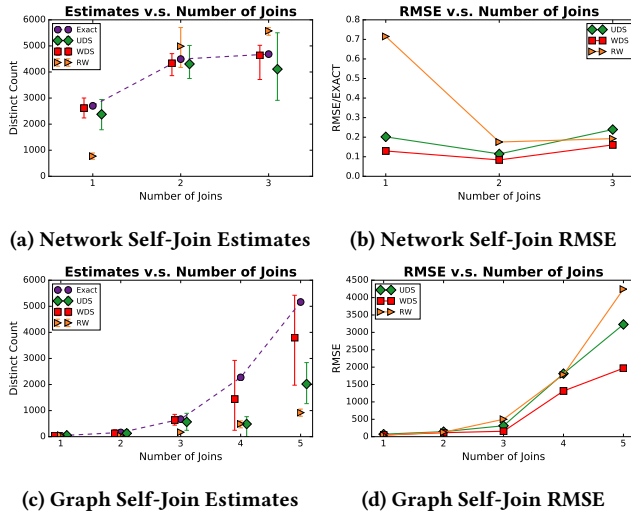 Estimates v.s. Number of Joins
6000
5000
4000
3000
2000
1000
0
Distinct Count
Exact
UDS
WDS
RW
1
2
3
Number of Joins
(a) Network Self-Join Estimates
RMSE v.s. Number of Joins
0.8
0.7
0.6
0.5
0.4
0.3
0.2
0.1
0.0
RMSE/EXACT
UDS
WDS
RW
1
2
3
Number of Joins
(b) Network Self-Join RMSE
Estimates v.s. Number of Joins
6000
5000
4000
3000
2000
1000
0
Distinct Count
Exact
UDS
WDS
RW
1
2
3
4
5
Number of Joins
(c) Graph Self-Join Estimates
RMSE v.s. Number of Joins
4500
4000
3500
3000
2500
2000
1500
1000
500
0
RMSE
UDS
WDS
RW
1
2
3
4
5
Number of Joins
(d) Graph Self-Join RMSE